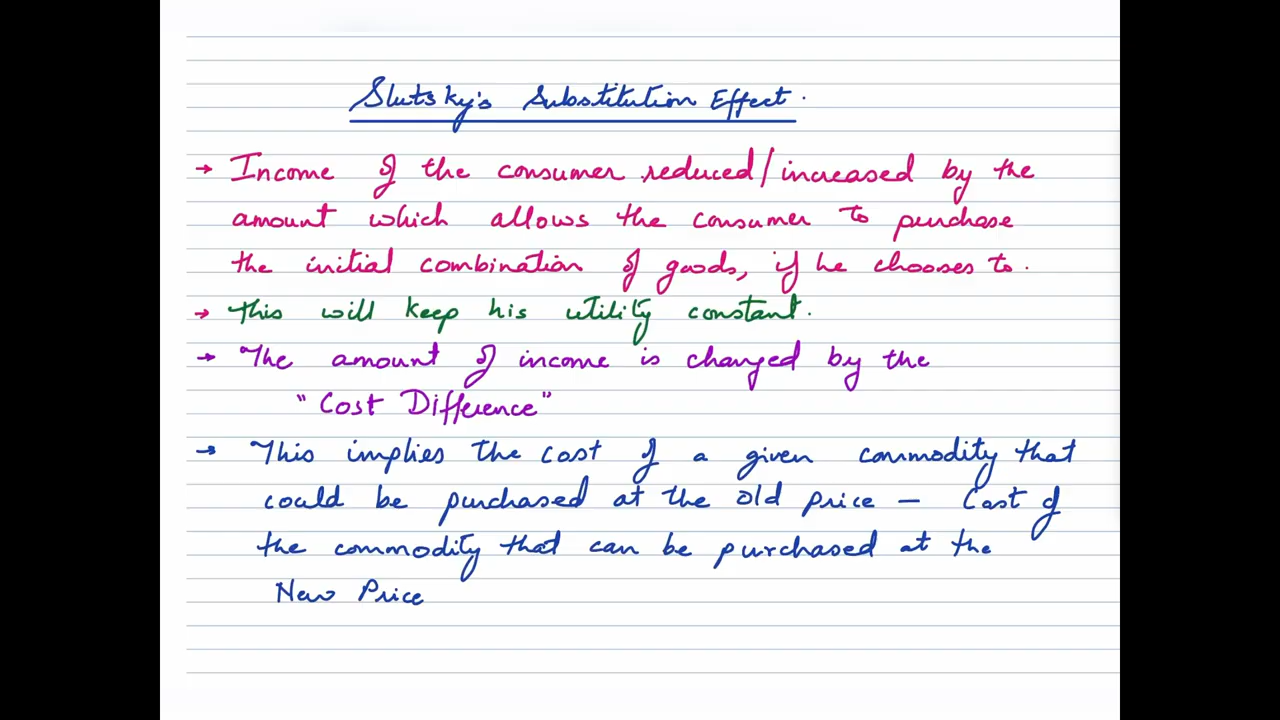 Slutsky's Substitution Effect.
→ Income of the consumer reduced/increased by the
amount which allows the consumer to purchase
the initial combination of goods, if he chooses to.
→ This will keep his utility constant.
→ The amount of income is changed by the
"Cost Difference"
→ This implies the cost of a given commodity that
could be purchased at the old price — Cost of
the commodity that can be purchased at the
New Price